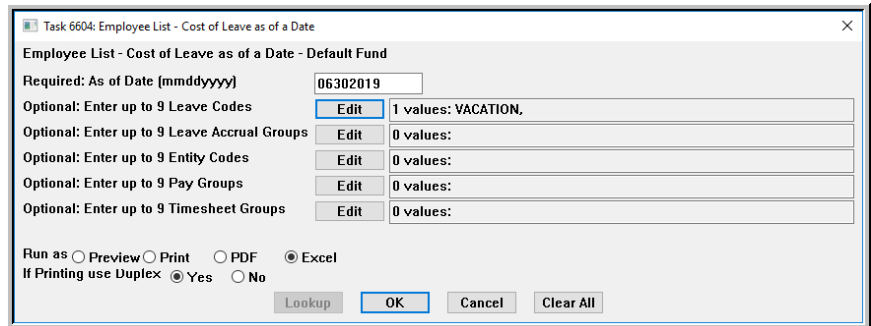 Task 6604: Employee List - Cost of Leave as of a Date
Employee List - Cost of Leave as of a Date - Default Fund
Required: As of Date (mmddyyyy) 06302019
Optional: Enter up to 9 Leave Codes Edit 1 values: VACATION,
Optional: Enter up to 9 Leave Accrual Groups Edit 0 values:
Optional: Enter up to 9 Entity Codes Edit 0 values:
Optional: Enter up to 9 Pay Groups Edit 0 values:
Optional: Enter up to 9 Timesheet Groups Edit 0 values:
Run as Preview Print PDF Excel
If Printing use Duplex Yes No
Lookup OK Cancel Clear All